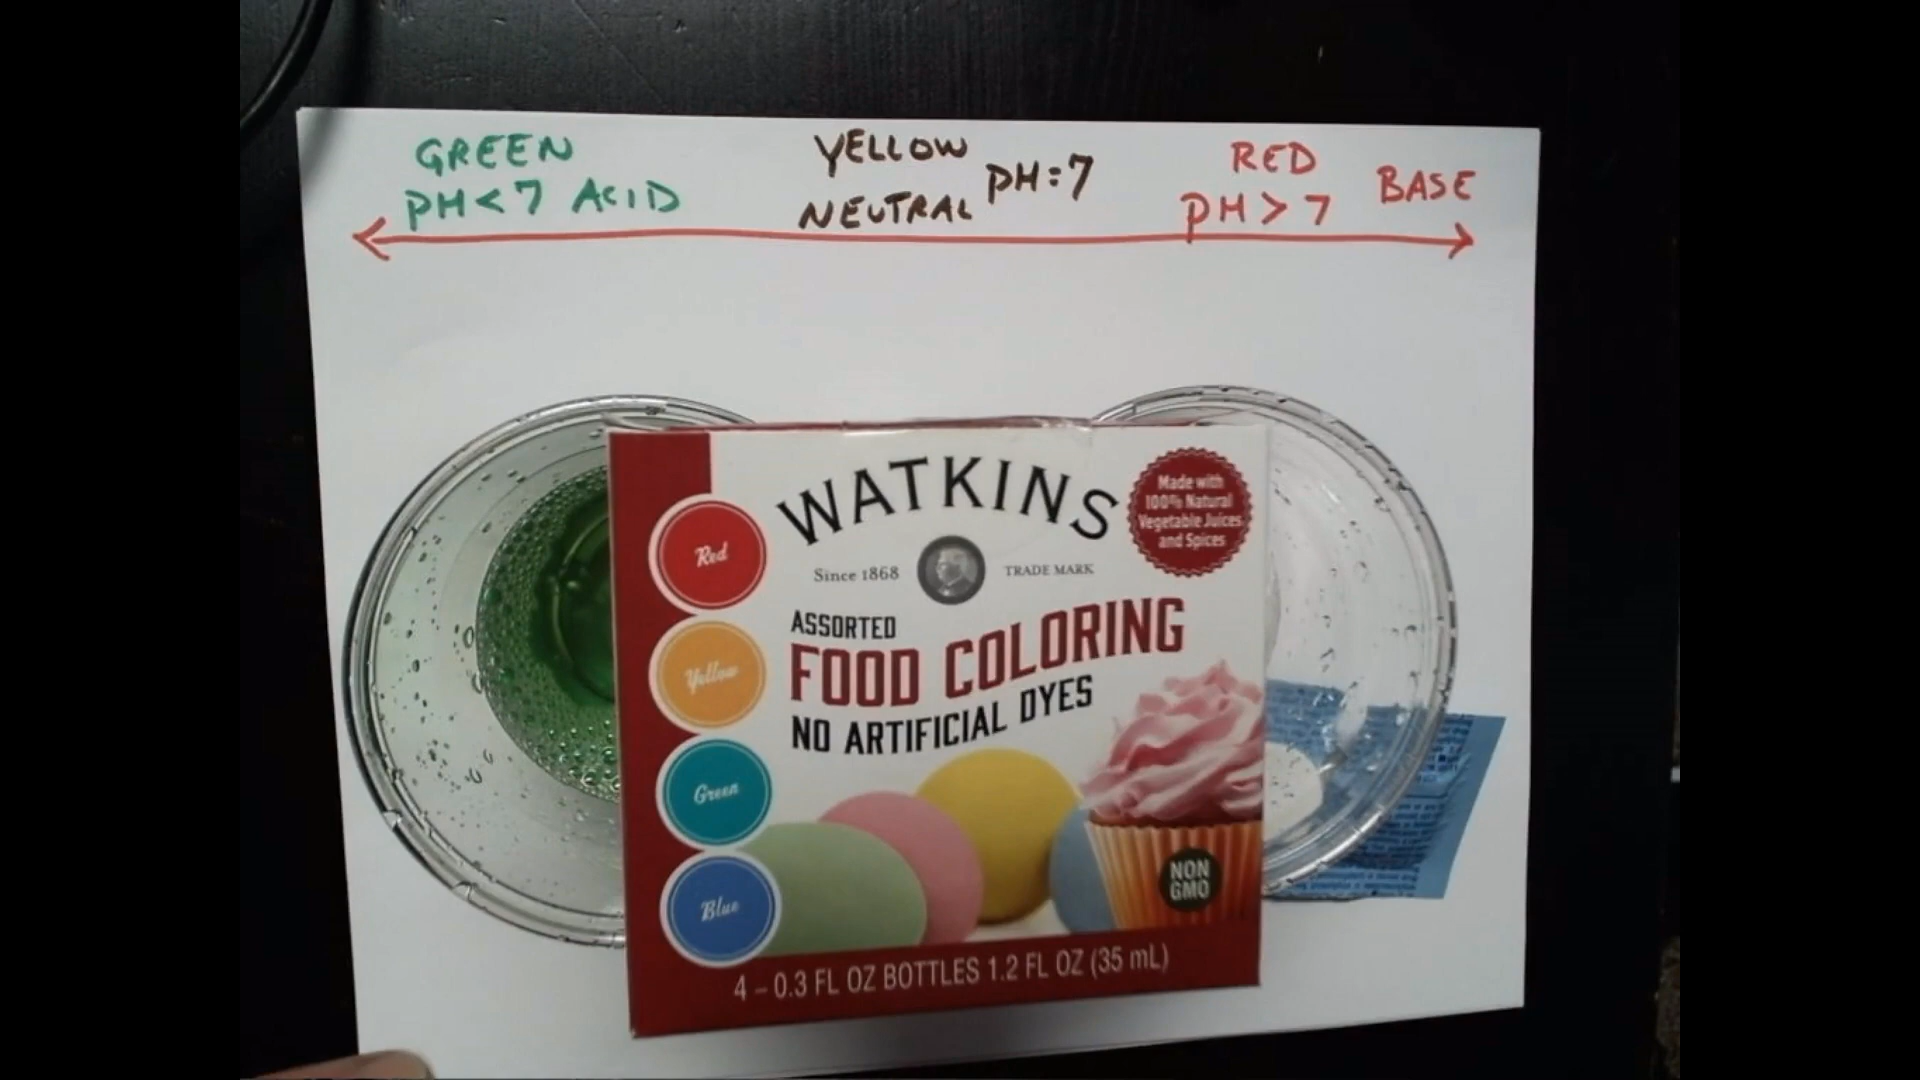 GREEN
PH<7 ACID
YELLOW
NEUTRAL
PH=7
RED
PH>7
BASE
WATKINS
Since 1868
TRADE MARK
Made with
100% Natural
Vegetable Juices
and Spices
ASSORTED
FOOD COLORING
NO ARTIFICIAL DYES
Red
Yellow
Green
Blue
NON
GMO
4 – 0.3 FL OZ BOTTLES 1.2 FL OZ (35 mL)